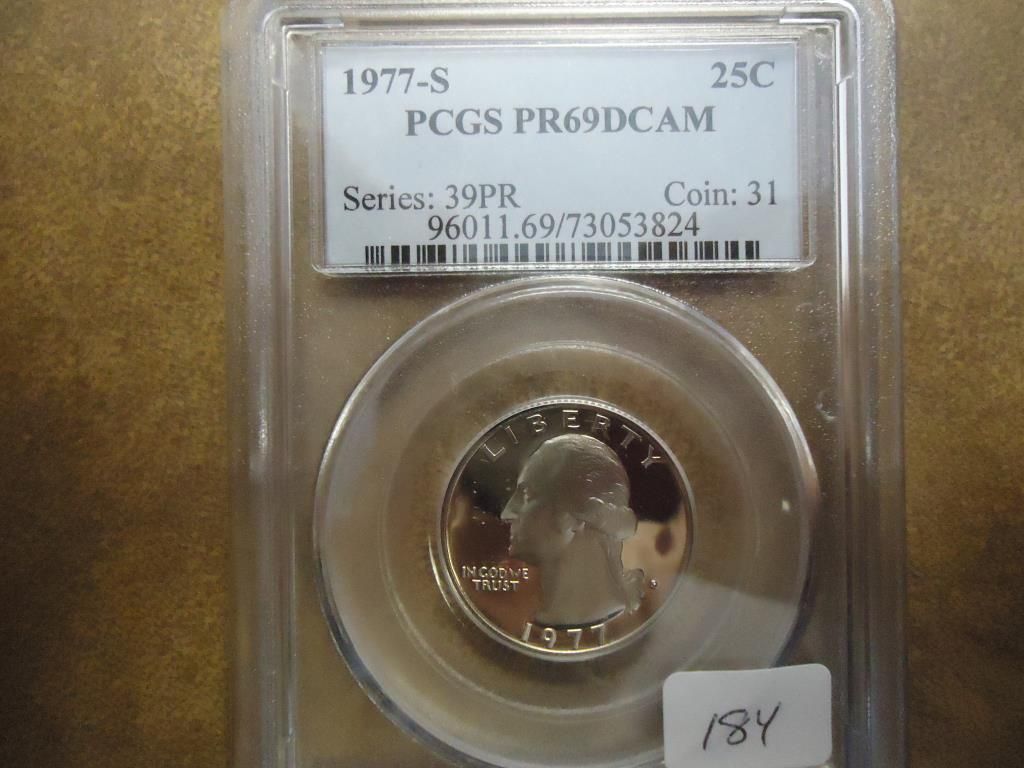 1977-S 25C
PCGS PR69DCAM
Series: 39PR Coin: 31
96011.69/73053824
LIBERTY
IN GOD WE
TRUST
1977
184